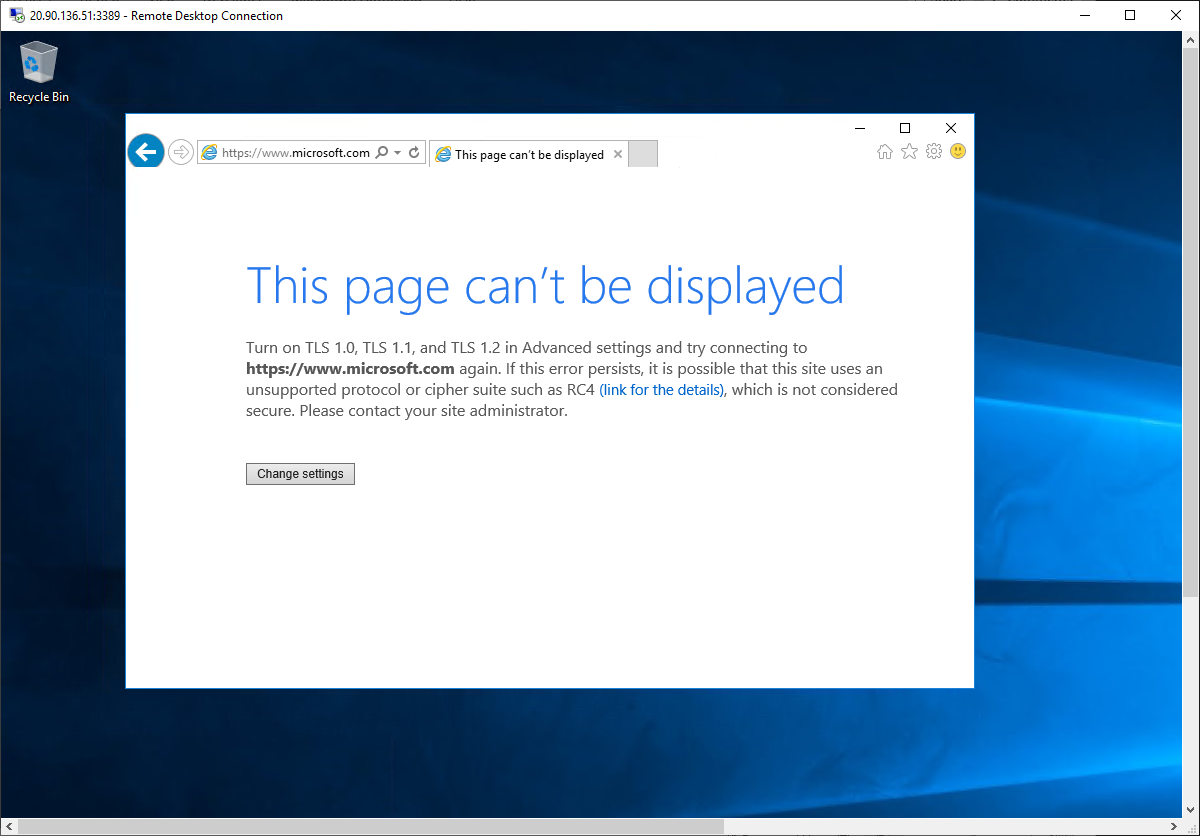 20.90.136.51:3389 - Remote Desktop Connection
Recycle Bin
https://www.microsoft.com
This page can't be displayed
This page can’t be displayed
Turn on TLS 1.0, TLS 1.1, and TLS 1.2 in Advanced settings and try connecting to
https://www.microsoft.com again. If this error persists, it is possible that this site uses an
unsupported protocol or cipher suite such as RC4 (link for the details), which is not considered
secure. Please contact your site administrator.
Change settings